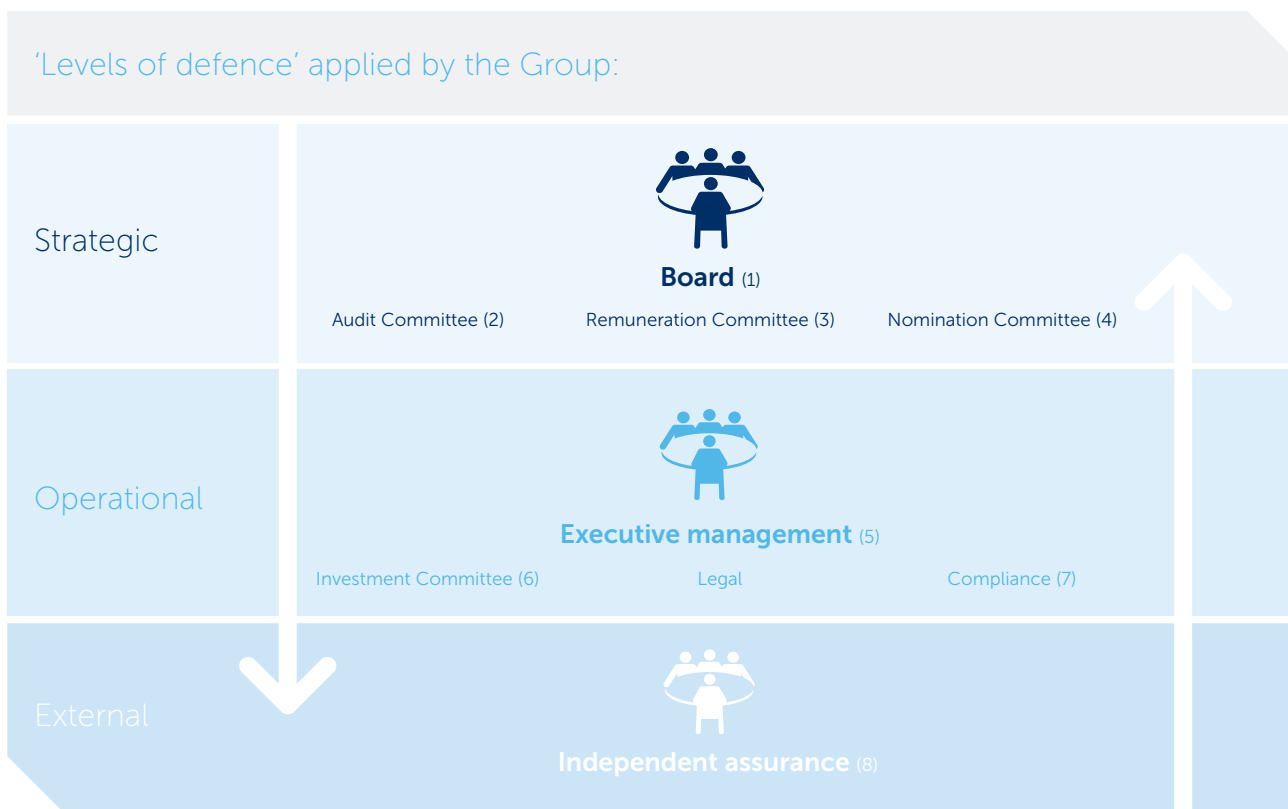 ‘Levels of defence’ applied by the Group:
Strategic
Board (1)
Audit Committee (2) Remuneration Committee (3) Nomination Committee (4)
Operational
Executive management (5)
Investment Committee (6) Legal Compliance (7)
External
Independent assurance (8)